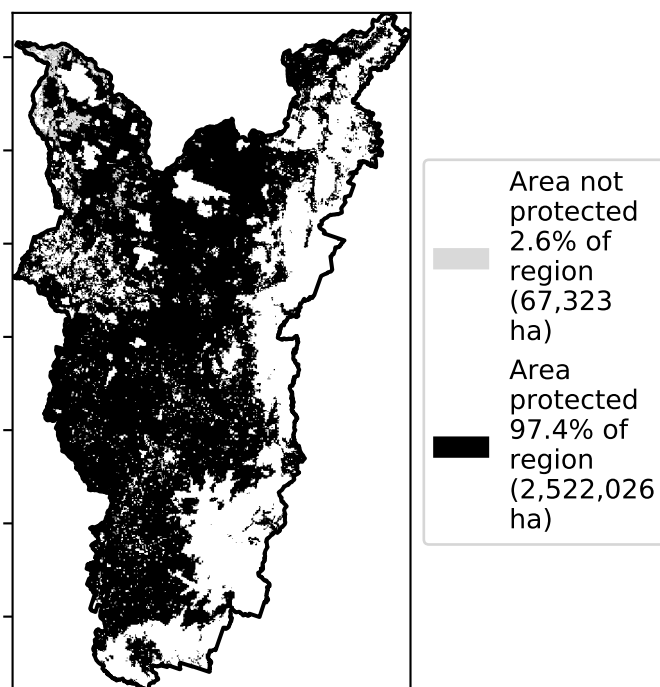 Area not
protected
2.6% of
region
(67,323
ha)
Area
protected
97.4% of
region
(2,522,026
ha)